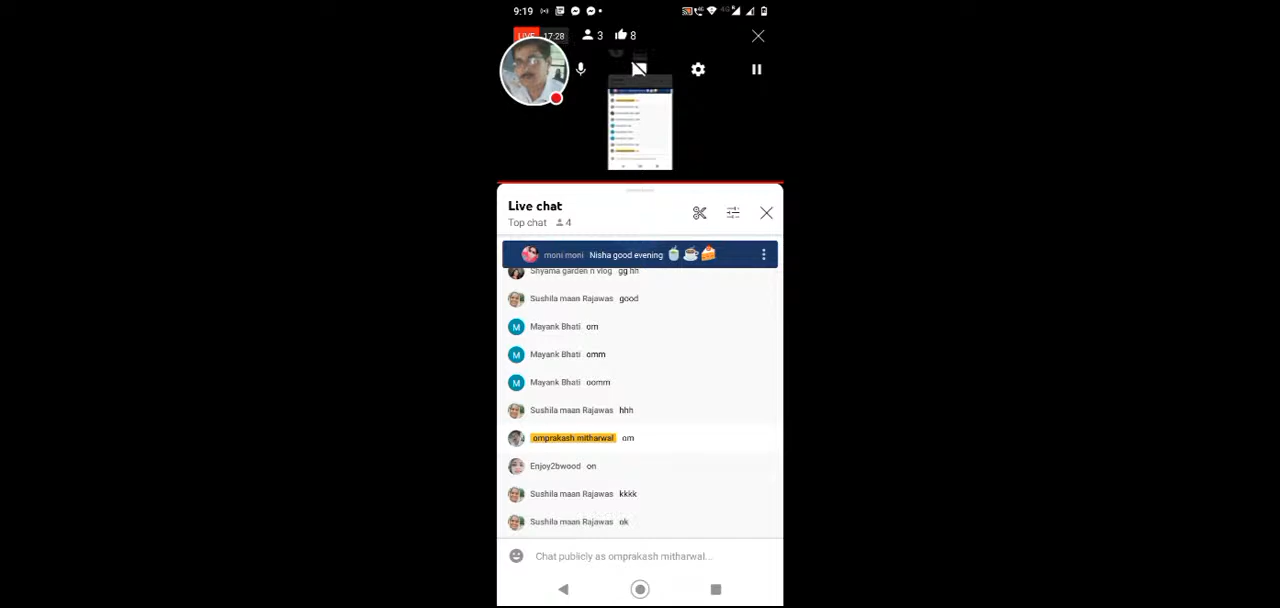 9:19
LIVE 17:28 3 8
Live chat
Top chat 4
moni moni Nisha good evening
Shyama garden n vlog gg hh
Sushila maan Rajawas good
Mayank Bhati om
Mayank Bhati omm
Mayank Bhati oomm
Sushila maan Rajawas hhh
omprakash mitharwal om
Enjoy2bwood on
Sushila maan Rajawas kkkk
Sushila maan Rajawas ok
Chat publicly as omprakash mitharwal...